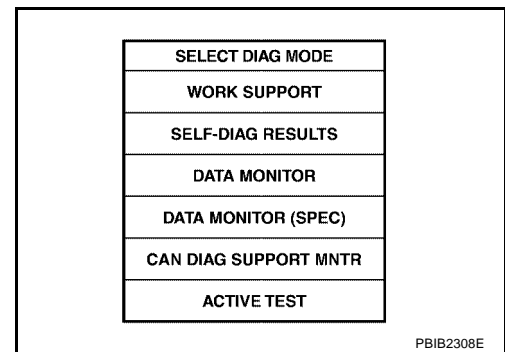 SELECT DIAG MODE
WORK SUPPORT
SELF-DIAG RESULTS
DATA MONITOR
DATA MONITOR (SPEC)
CAN DIAG SUPPORT MNTR
ACTIVE TEST
PBIB2308E